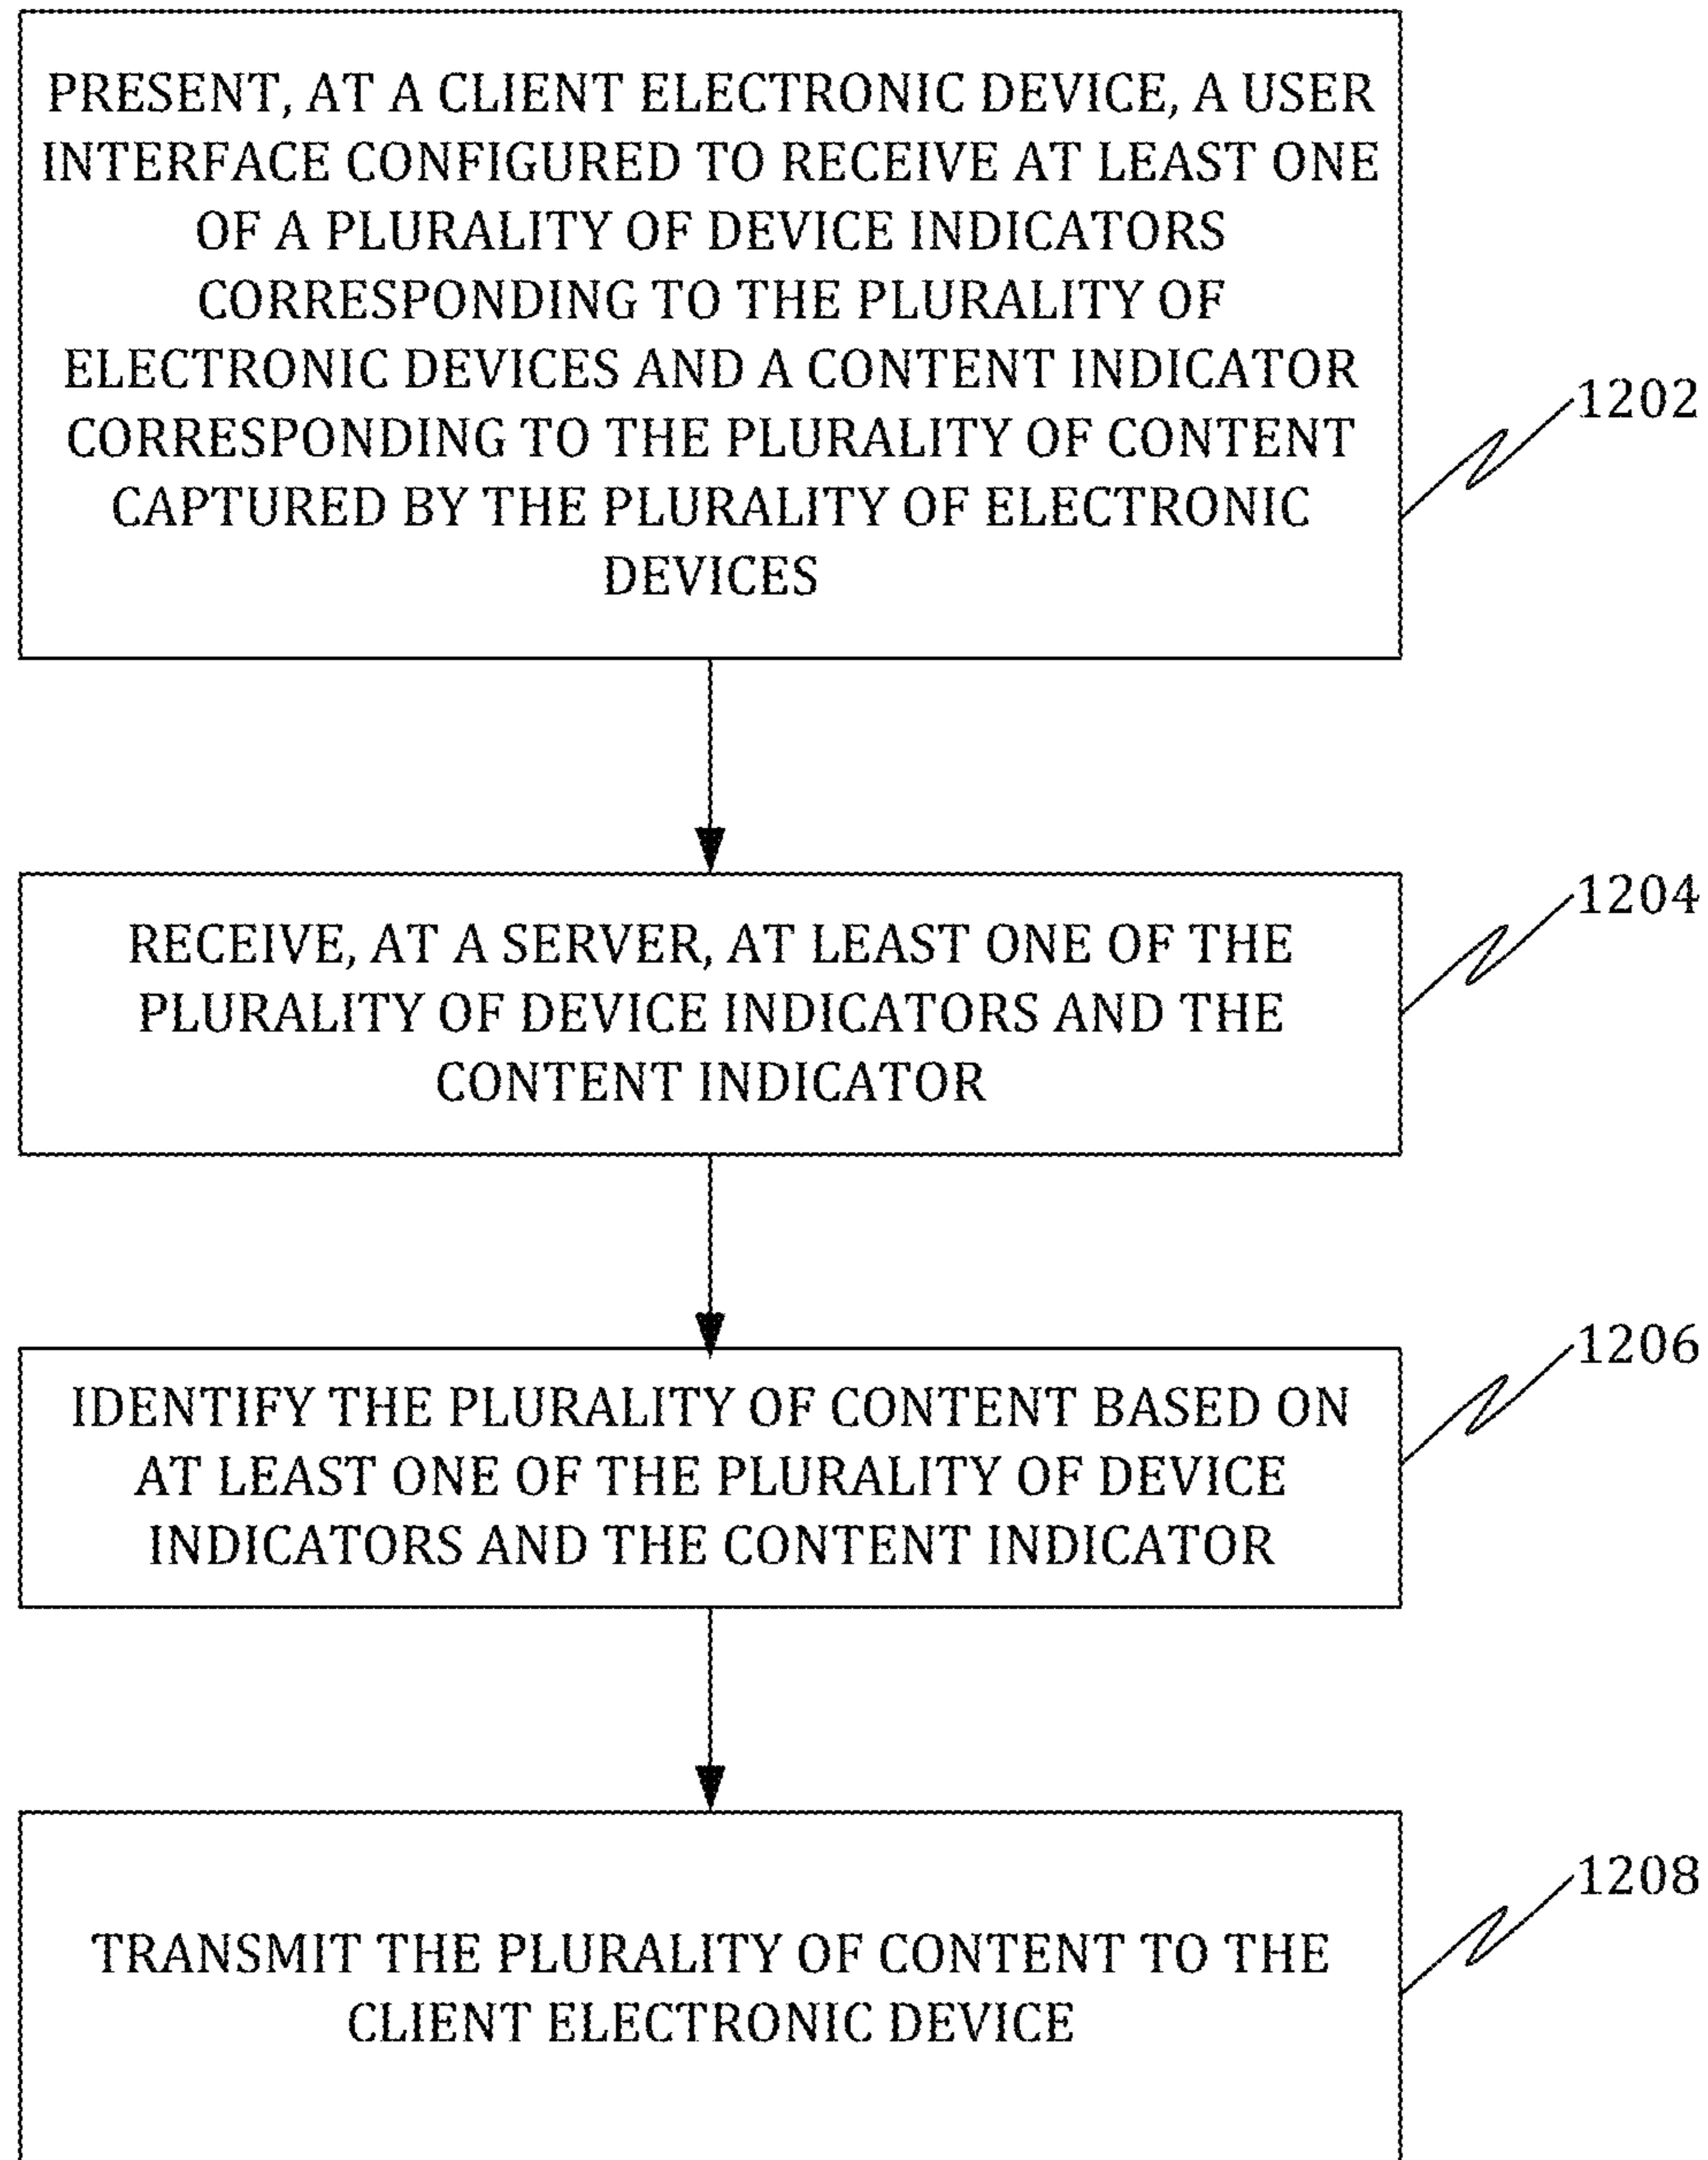 PRESENT, AT A CLIENT ELECTRONIC DEVICE, A USER
INTERFACE CONFIGURED TO RECEIVE AT LEAST ONE
OF A PLURALITY OF DEVICE INDICATORS
CORRESPONDING TO THE PLURALITY OF
ELECTRONIC DEVICES AND A CONTENT INDICATOR
CORRESPONDING TO THE PLURALITY OF CONTENT
CAPTURED BY THE PLURALITY OF ELECTRONIC
DEVICES
1202
RECEIVE, AT A SERVER, AT LEAST ONE OF THE
PLURALITY OF DEVICE INDICATORS AND THE
CONTENT INDICATOR
1204
IDENTIFY THE PLURALITY OF CONTENT BASED ON
AT LEAST ONE OF THE PLURALITY OF DEVICE
INDICATORS AND THE CONTENT INDICATOR
1206
TRANSMIT THE PLURALITY OF CONTENT TO THE
CLIENT ELECTRONIC DEVICE
1208